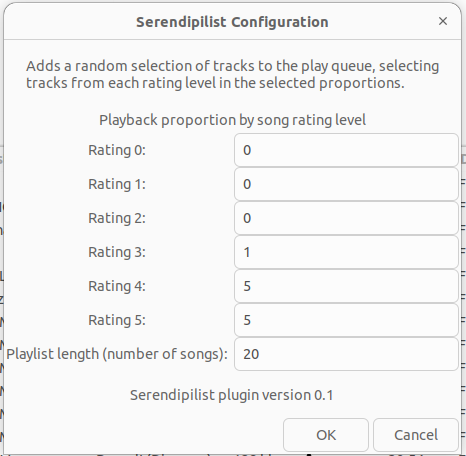 Serendipilist Configuration
Adds a random selection of tracks to the play queue, selecting
tracks from each rating level in the selected proportions.
Playback proportion by song rating level
Rating 0: 0
Rating 1: 0
Rating 2: 0
Rating 3: 1
Rating 4: 5
Rating 5: 5
Playlist length (number of songs): 20
Serendipilist plugin version 0.1
OK Cancel